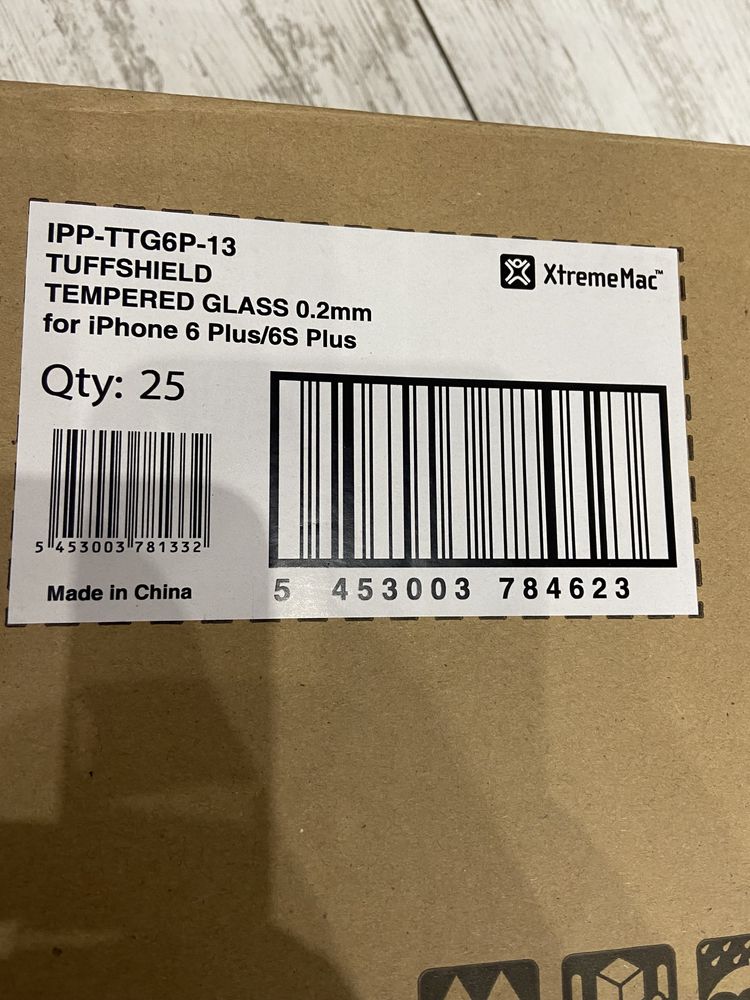 IPP-TTG6P-13
TUFFSHIELD
TEMPERED GLASS 0.2mm
for iPhone 6 Plus/6S Plus
XtremeMac™
Qty: 25
5 453003 781332
Made in China
5 453003 784623